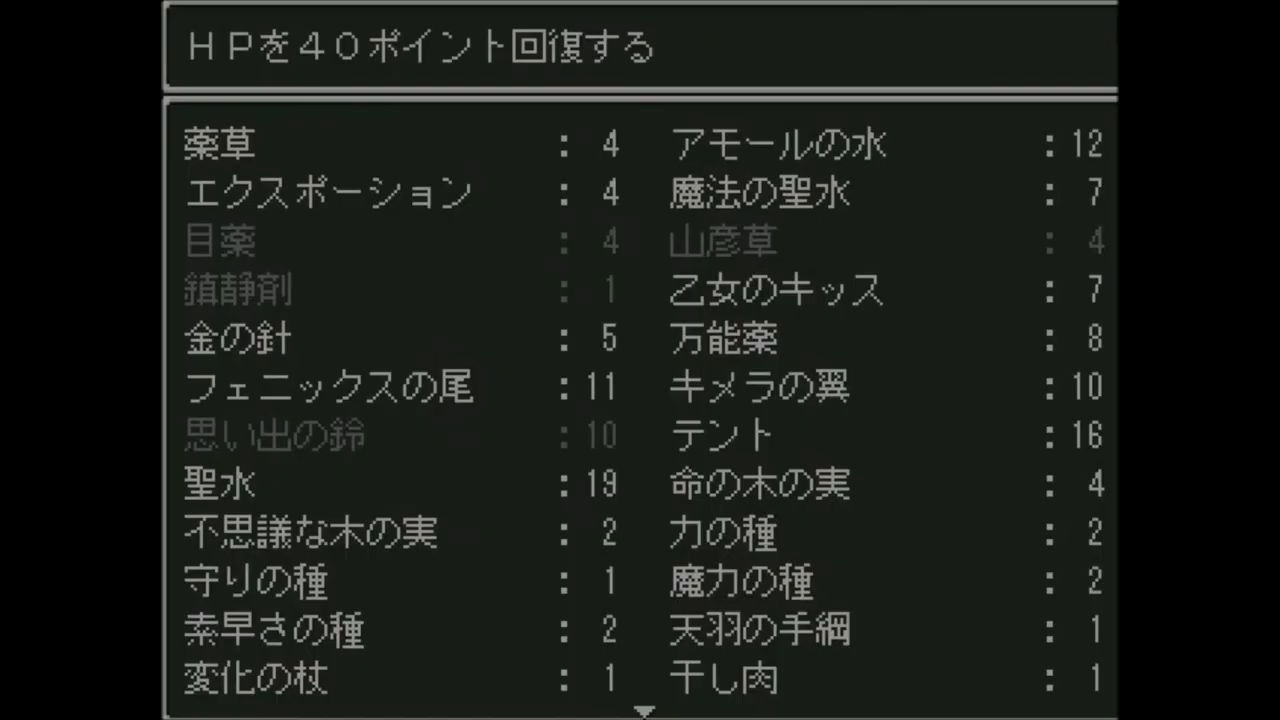 ＨＰを４０ポイント回復する
薬草 : 4 アモールの水 : 12
エクスポーション : 4 魔法の聖水 : 7
目薬 : 4 山彦草 : 4
鎮静剤 : 1 乙女のキッス : 7
金の針 : 5 万能薬 : 8
フェニックスの尾 : 11 キメラの翼 : 10
思い出の鈴 : 10 テント : 16
聖水 : 19 命の木の実 : 4
不思議な木の実 : 2 力の種 : 2
守りの種 : 1 魔力の種 : 2
素早さの種 : 2 天羽の手綱 : 1
変化の杖 : 1 干し肉 : 1